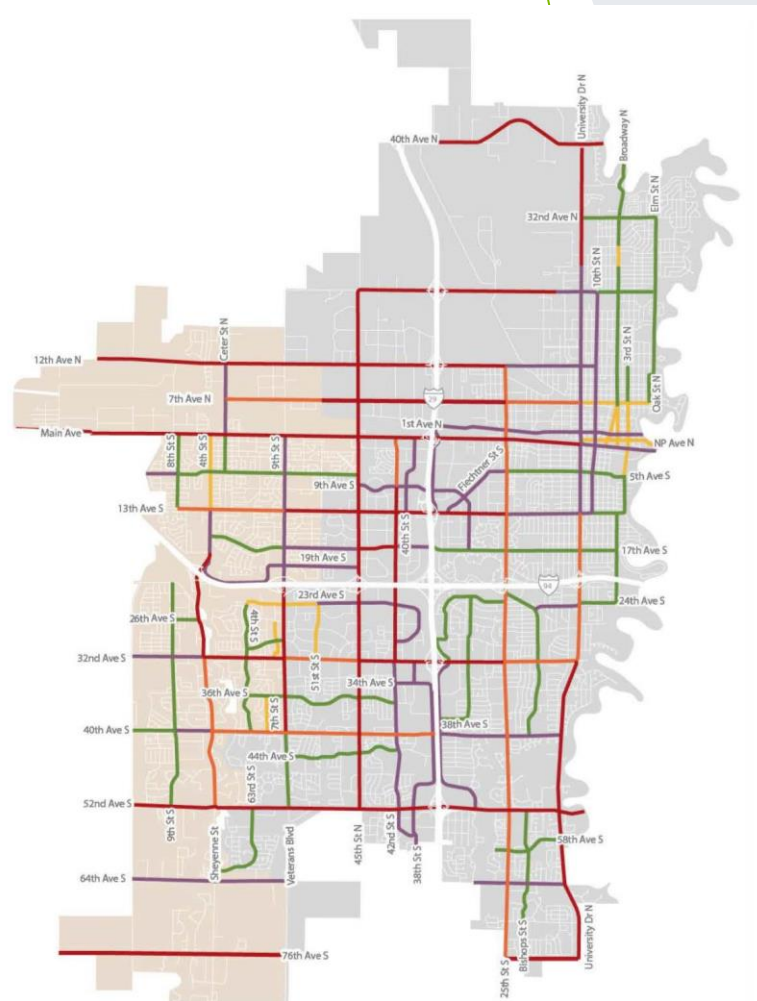 University Dr N
Broadway N
40th Ave N
Elm St N
32nd Ave N
10th St N
Ceter St N
3rd St N
12th Ave N
29
7th Ave N
Oak St N
1st Ave N
Main Ave
NP Ave N
8th St S
4th St S
9th St S
Fiechtner St S
5th Ave S
9th Ave S
13th Ave S
40th St S
17th Ave S
19th Ave S
94
23rd Ave S
24th Ave S
26th Ave S
4th St S
32nd Ave S
51st St S
34th Ave S
36th Ave S
7th St S
38th Ave S
40th Ave S
44th Ave S
63rd St S
52nd Ave S
9th St S
Sheyenne St
Veterans Blvd
45th St N
42nd St S
38th St S
58th Ave S
64th Ave S
Bishops St S
University Dr N
25th St S
76th Ave S